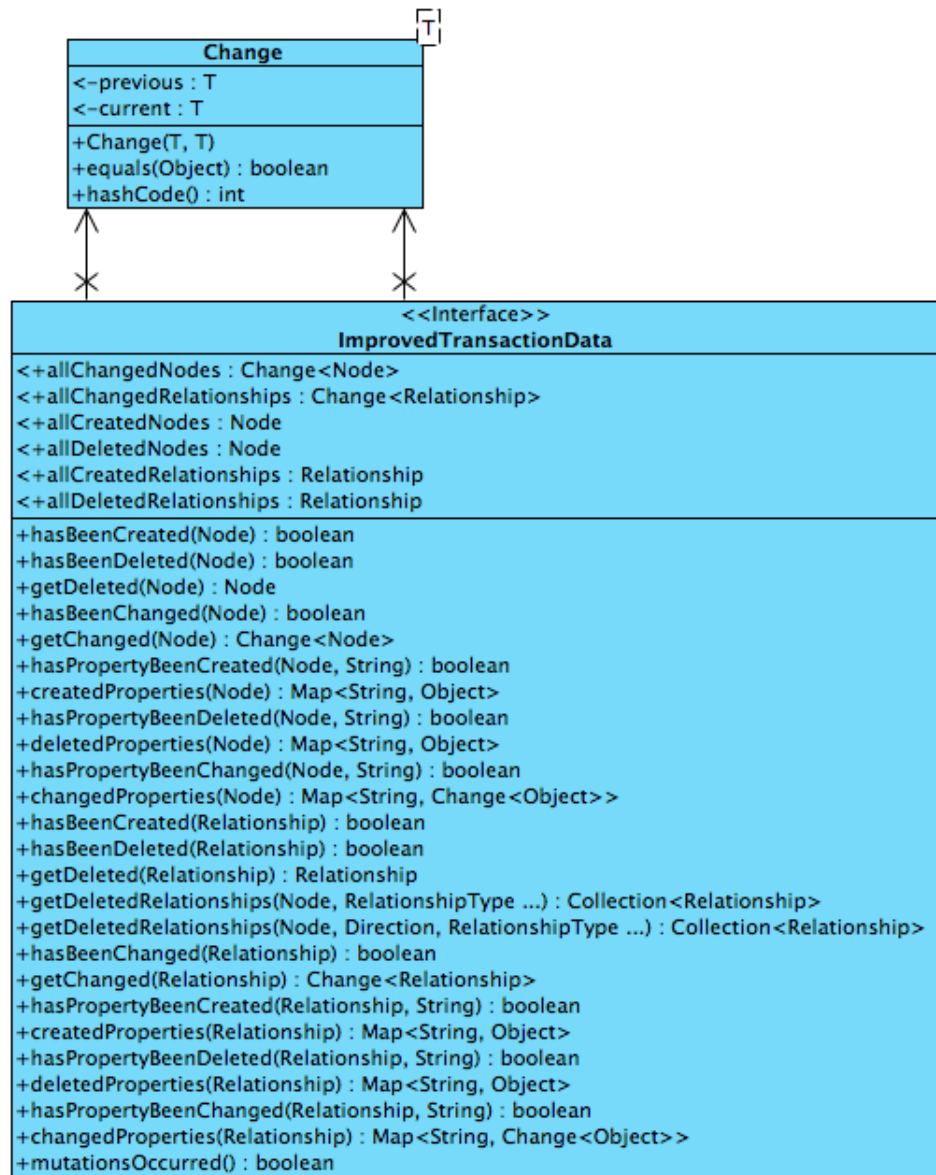 T
Change
<-previous : T
<-current : T
+Change(T, T)
+equals(Object) : boolean
+hashCode() : int
<<Interface>>
ImprovedTransactionData
<+allChangedNodes : Change<Node>
<+allChangedRelationships : Change<Relationship>
<+allCreatedNodes : Node
<+allDeletedNodes : Node
<+allCreatedRelationships : Relationship
<+allDeletedRelationships : Relationship
+hasBeenCreated(Node) : boolean
+hasBeenDeleted(Node) : boolean
+getDeleted(Node) : Node
+hasBeenChanged(Node) : boolean
+getChanged(Node) : Change<Node>
+hasPropertyBeenCreated(Node, String) : boolean
+createdProperties(Node) : Map<String, Object>
+hasPropertyBeenDeleted(Node, String) : boolean
+deletedProperties(Node) : Map<String, Object>
+hasPropertyBeenChanged(Node, String) : boolean
+changedProperties(Node) : Map<String, Change<Object>>
+hasBeenCreated(Relationship) : boolean
+hasBeenDeleted(Relationship) : boolean
+getDeleted(Relationship) : Relationship
+getDeletedRelationships(Node, RelationshipType ...) : Collection<Relationship>
+getDeletedRelationships(Node, Direction, RelationshipType ...) : Collection<Relationship>
+hasBeenChanged(Relationship) : boolean
+getChanged(Relationship) : Change<Relationship>
+hasPropertyBeenCreated(Relationship, String) : boolean
+createdProperties(Relationship) : Map<String, Object>
+hasPropertyBeenDeleted(Relationship, String) : boolean
+deletedProperties(Relationship) : Map<String, Object>
+hasPropertyBeenChanged(Relationship, String) : boolean
+changedProperties(Relationship) : Map<String, Change<Object>>
+mutationsOccurred() : boolean